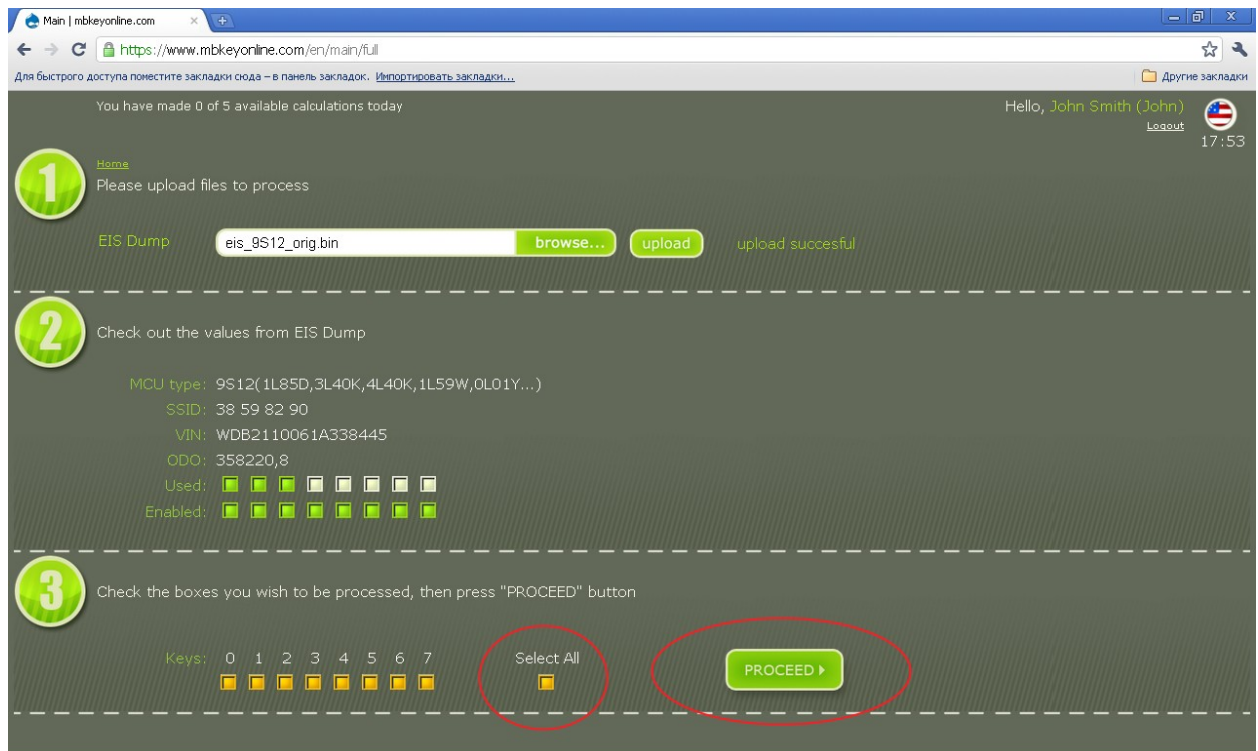 Main | mbkeyonline.com
https://www.mbkeyonline.com/en/main/full
Для быстрого доступа поместите закладки сюда – в панель закладок. Импортировать закладки...
Другие закладки
You have made 0 of 5 available calculations today
Hello, John Smith (John)
Logout
17:53
1
Home
Please upload files to process
EIS Dump
eis_9S12_orig.bin
browse...
upload
upload succesful
2
Check out the values from EIS Dump
MCU type: 9S12(1L85D,3L40K,4L40K,1L59W,0L01Y...)
SSID: 38 59 82 90
VIN: WDB2110061A338445
ODO: 358220,8
Used:
Enabled:
3
Check the boxes you wish to be processed, then press "PROCEED" button
Keys: 0 1 2 3 4 5 6 7
Select All
PROCEED